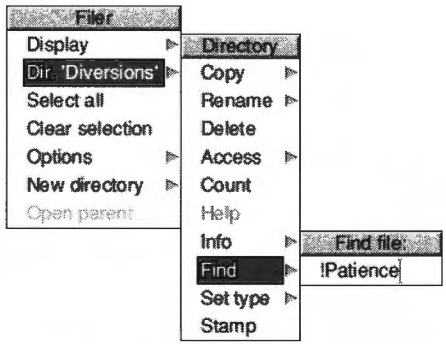 Filer
Display
Dir. 'Diversions'
Select all
Clear selection
Options
New directory
Open parent
Directory
Copy
Rename
Delete
Access
Count
Help
Info
Find
Set type
Stamp
Find file:
!Patience